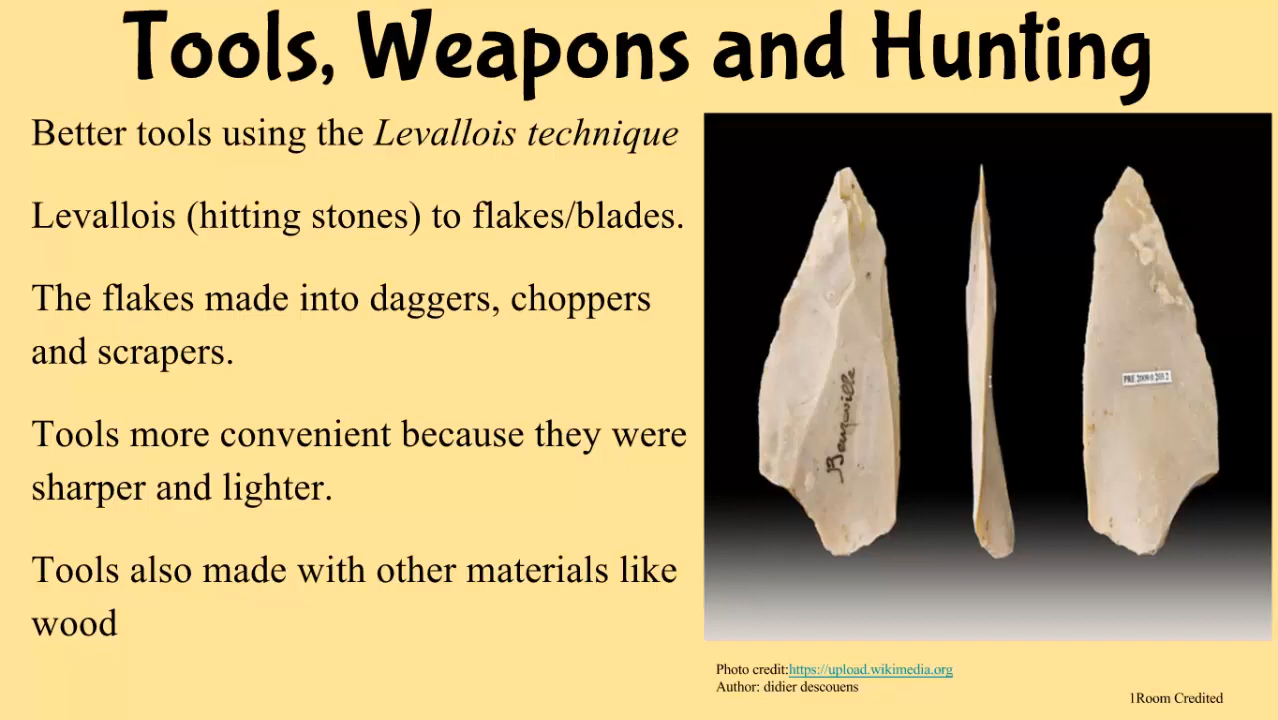 Tools, Weapons and Hunting
Better tools using the Levallois technique
Levallois (hitting stones) to flakes/blades.
The flakes made into daggers, choppers
and scrapers.
Tools more convenient because they were
sharper and lighter.
Tools also made with other materials like
wood
Photo credit:https://upload.wikimedia.org
Author: didier descouens
1Room Credited